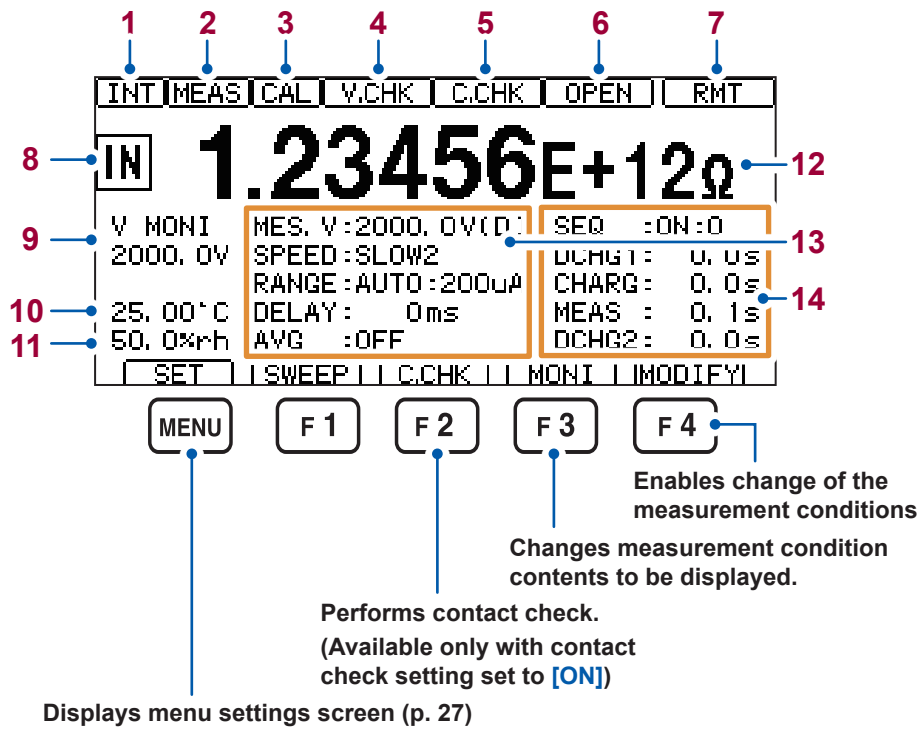 1 2 3 4 5 6 7
INT MEAS CAL V.CHK C.CHK OPEN RMT
8 IN 1.23456E+12Ω 12
9 V MONI
2000.0V
10 25.00°C
11 50.0%rh
MES.V:2000.0V(D) 13
SPEED:SLOW2
RANGE:AUTO:200uA
DELAY: 0ms
AVG :OFF
SEQ :ON:0
DCHG1: 0.0s
CHARG: 0.0s 14
MEAS : 0.1s
DCHG2: 0.0s
SET SWEEP C.CHK MONI MODIFY
MENU F 1 F 2 F 3 F 4
Enables change of the
measurement conditions
Changes measurement condition
contents to be displayed.
Performs contact check.
(Available only with contact
check setting set to [ON])
Displays menu settings screen (p. 27)